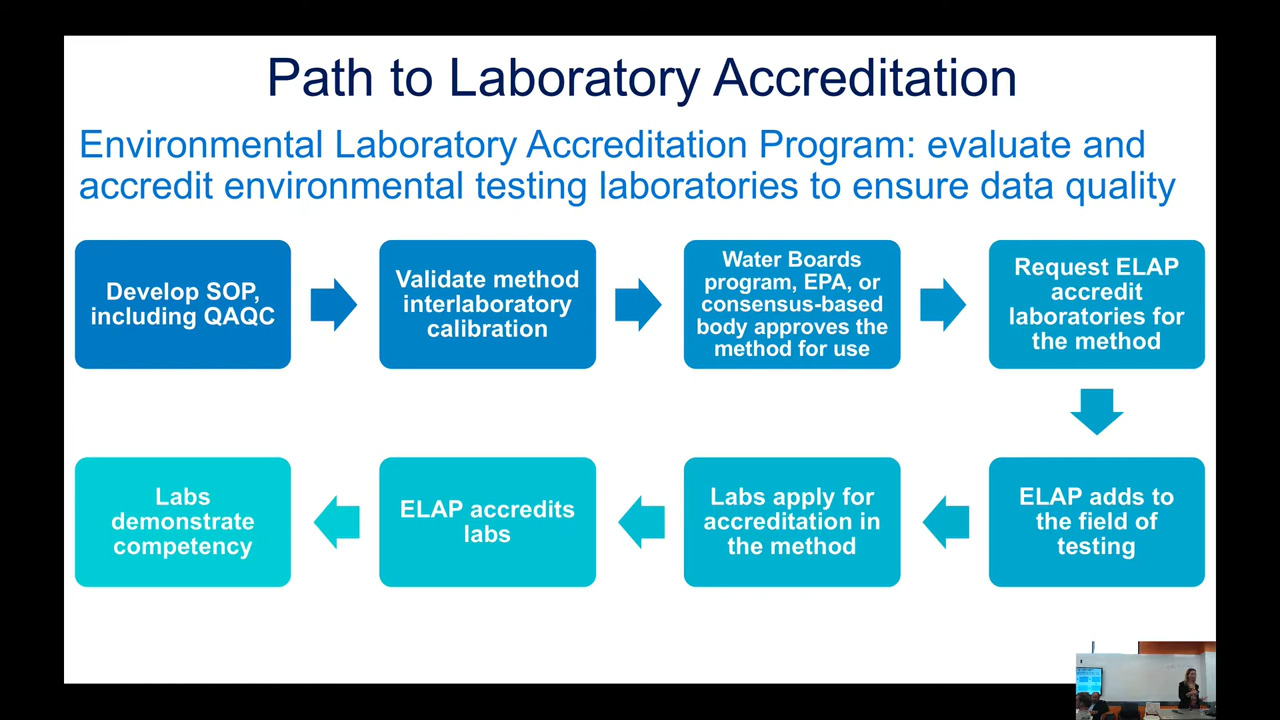 Path to Laboratory Accreditation
Environmental Laboratory Accreditation Program: evaluate and
accredit environmental testing laboratories to ensure data quality
Develop SOP,
including QAQC
Validate method
interlaboratory
calibration
Water Boards
program, EPA, or
consensus-based
body approves the
method for use
Request ELAP
accredit
laboratories for
the method
ELAP adds to
the field of
testing
Labs apply for
accreditation in
the method
ELAP accredits
labs
Labs
demonstrate
competency